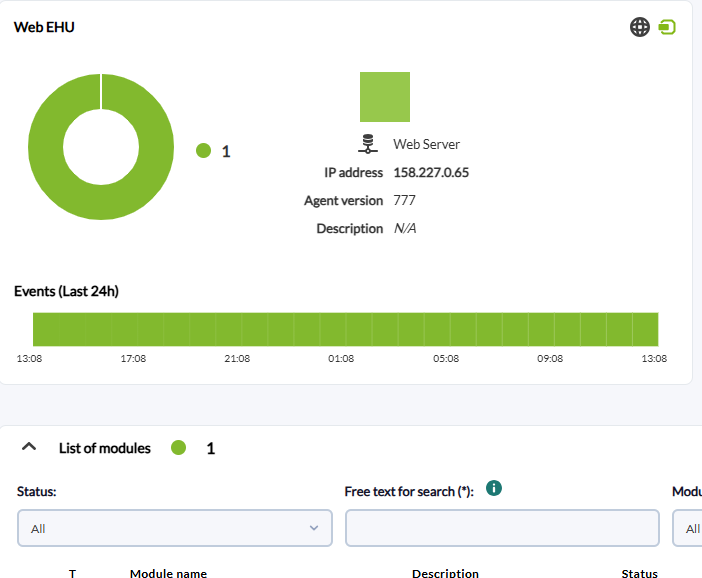 Web EHU
1
Web Server
IP address 158.227.0.65
Agent version 777
Description N/A
Events (Last 24h)
13:08 17:08 21:08 01:08 05:08 09:08 13:08
List of modules 1
Status: Free text for search (*): i Modu
All All
T Module name Description Status